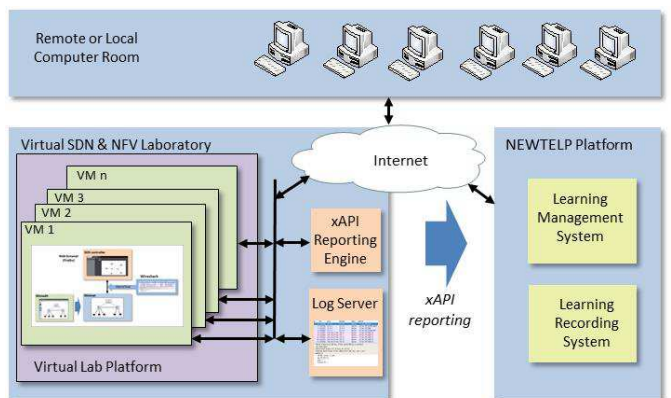 Remote or Local
Computer Room
Virtual SDN & NFV Laboratory
Internet
NEWTELP Platform
VM n
VM 3
VM 2
VM 1
xAPI
Reporting
Engine
Log Server
xAPI
reporting
Learning
Management
System
Learning
Recording
System
Virtual Lab Platform